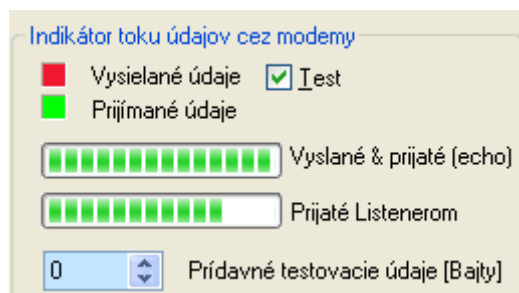 Indikátor toku údajov cez modemy
Vysielané údaje Test
Prijímané údaje
Vyslané & prijaté (echo)
Prijaté Listenerom
0 Prídavné testovacie údaje [Bajty]